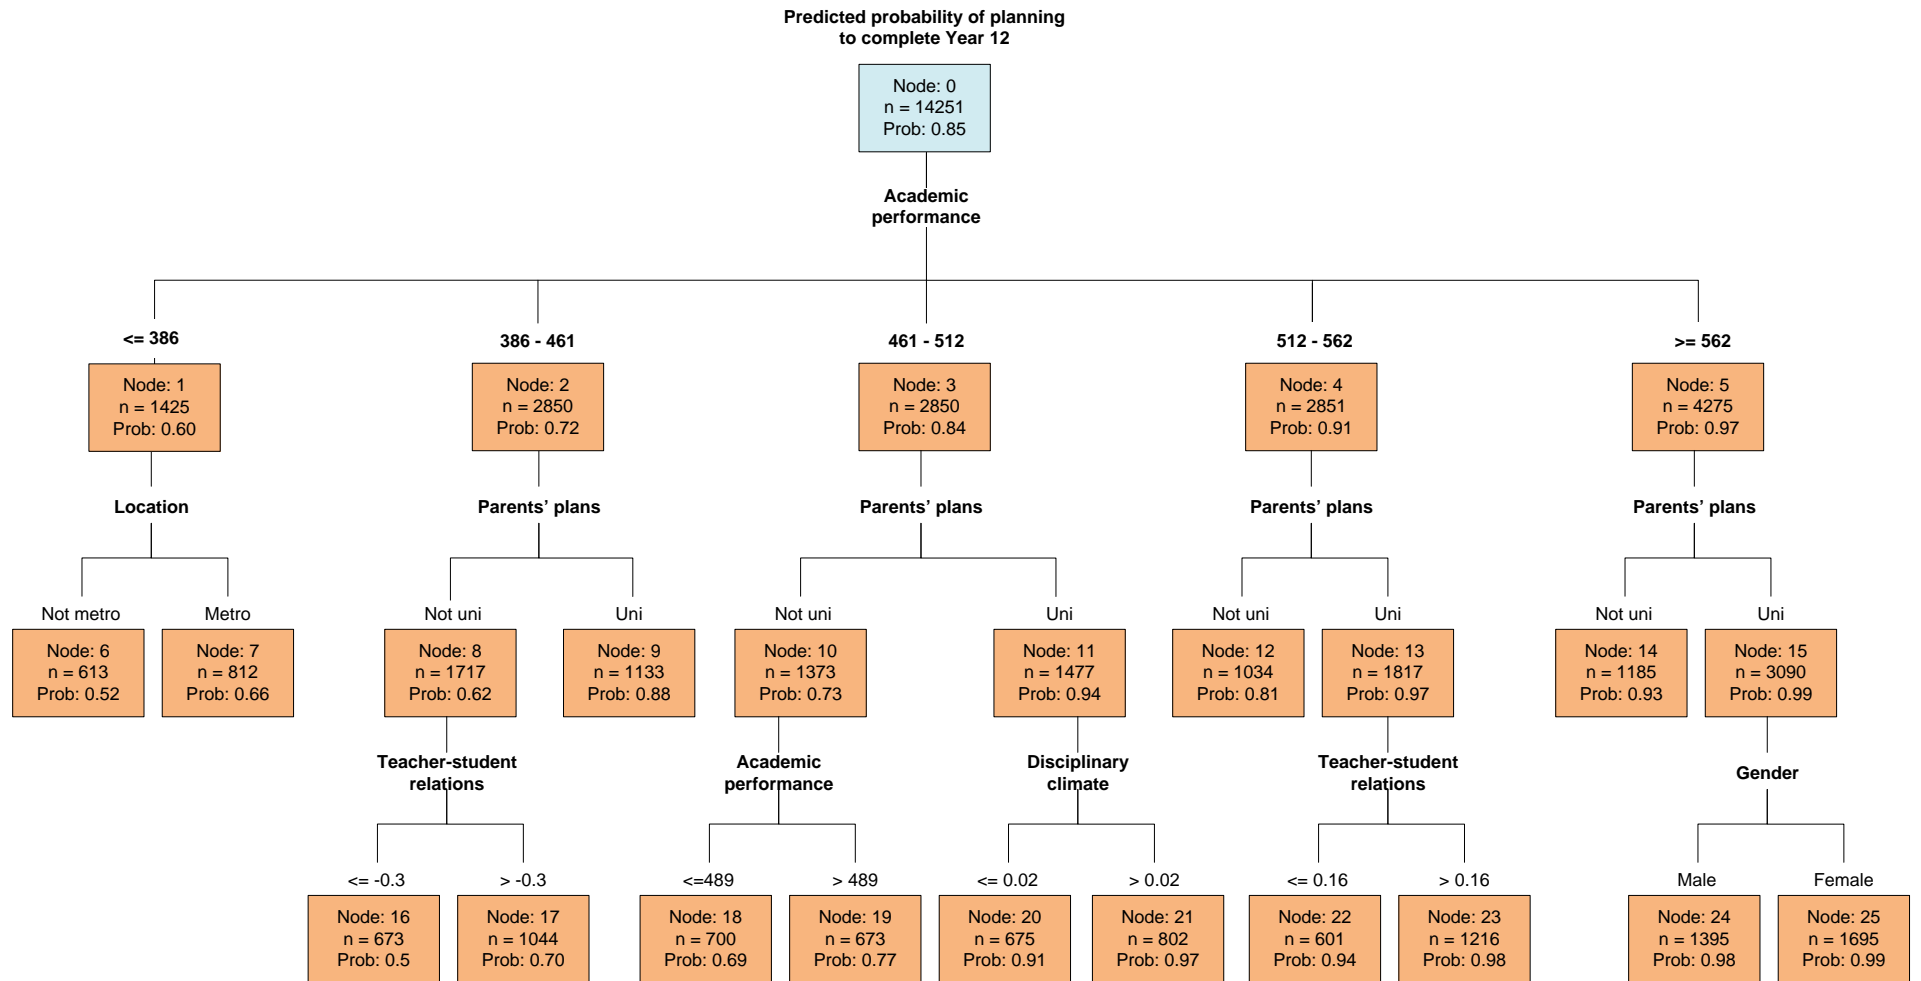 Predicted probability of planning
to complete Year 12
Node: 0
n = 14251
Prob: 0.85
Academic
performance
<= 386
386 - 461
461 - 512
512 - 562
>= 562
Node: 1
n = 1425
Prob: 0.60
Node: 2
n = 2850
Prob: 0.72
Node: 3
n = 2850
Prob: 0.84
Node: 4
n = 2851
Prob: 0.91
Node: 5
n = 4275
Prob: 0.97
Location
Parents’ plans
Parents’ plans
Parents’ plans
Parents’ plans
Not metro
Metro
Not uni
Uni
Not uni
Uni
Not uni
Uni
Not uni
Uni
Node: 6
n = 613
Prob: 0.52
Node: 7
n = 812
Prob: 0.66
Node: 8
n = 1717
Prob: 0.62
Node: 9
n = 1133
Prob: 0.88
Node: 10
n = 1373
Prob: 0.73
Node: 11
n = 1477
Prob: 0.94
Node: 12
n = 1034
Prob: 0.81
Node: 13
n = 1817
Prob: 0.97
Node: 14
n = 1185
Prob: 0.93
Node: 15
n = 3090
Prob: 0.99
Teacher-student
relations
Academic
performance
Disciplinary
climate
Teacher-student
relations
Gender
<= -0.3
> -0.3
<=489
> 489
<= 0.02
> 0.02
<= 0.16
> 0.16
Male
Female
Node: 16
n = 673
Prob: 0.5
Node: 17
n = 1044
Prob: 0.70
Node: 18
n = 700
Prob: 0.69
Node: 19
n = 673
Prob: 0.77
Node: 20
n = 675
Prob: 0.91
Node: 21
n = 802
Prob: 0.97
Node: 22
n = 601
Prob: 0.94
Node: 23
n = 1216
Prob: 0.98
Node: 24
n = 1395
Prob: 0.98
Node: 25
n = 1695
Prob: 0.99